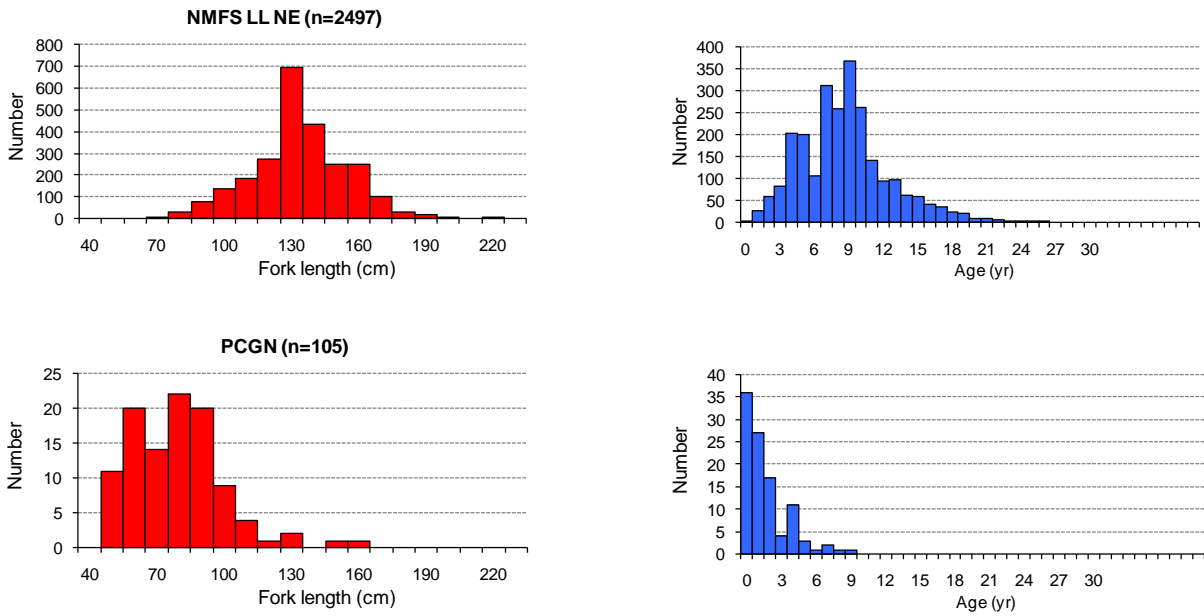 NMFS LL NE (n=2497)
800
700
600
500
400
300
200
100
0
Number
40 70 100 130 160 190 220
Fork length (cm)
400
350
300
250
200
150
100
50
0
Number
0 3 6 9 12 15 18 21 24 27 30
Age (yr)
PCGN (n=105)
25
20
15
10
5
0
Number
40 70 100 130 160 190 220
Fork length (cm)
40
35
30
25
20
15
10
5
0
Number
0 3 6 9 12 15 18 21 24 27 30
Age (yr)